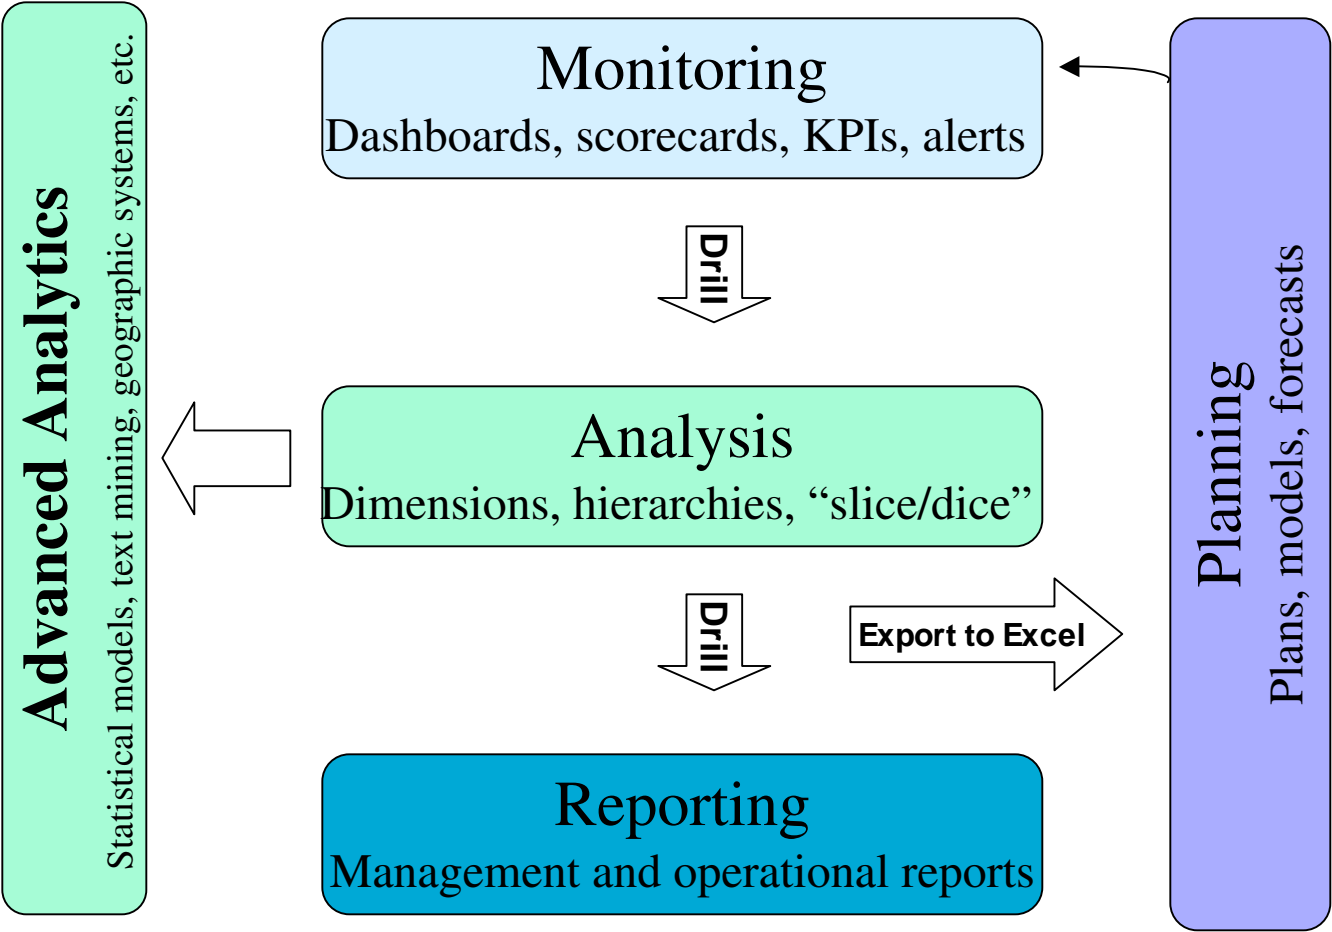 Advanced Analytics
Statistical models, text mining, geographic systems, etc.
Monitoring
Dashboards, scorecards, KPIs, alerts
Drill
Analysis
Dimensions, hierarchies, “slice/dice”
Drill
Export to Excel
Reporting
Management and operational reports
Planning
Plans, models, forecasts